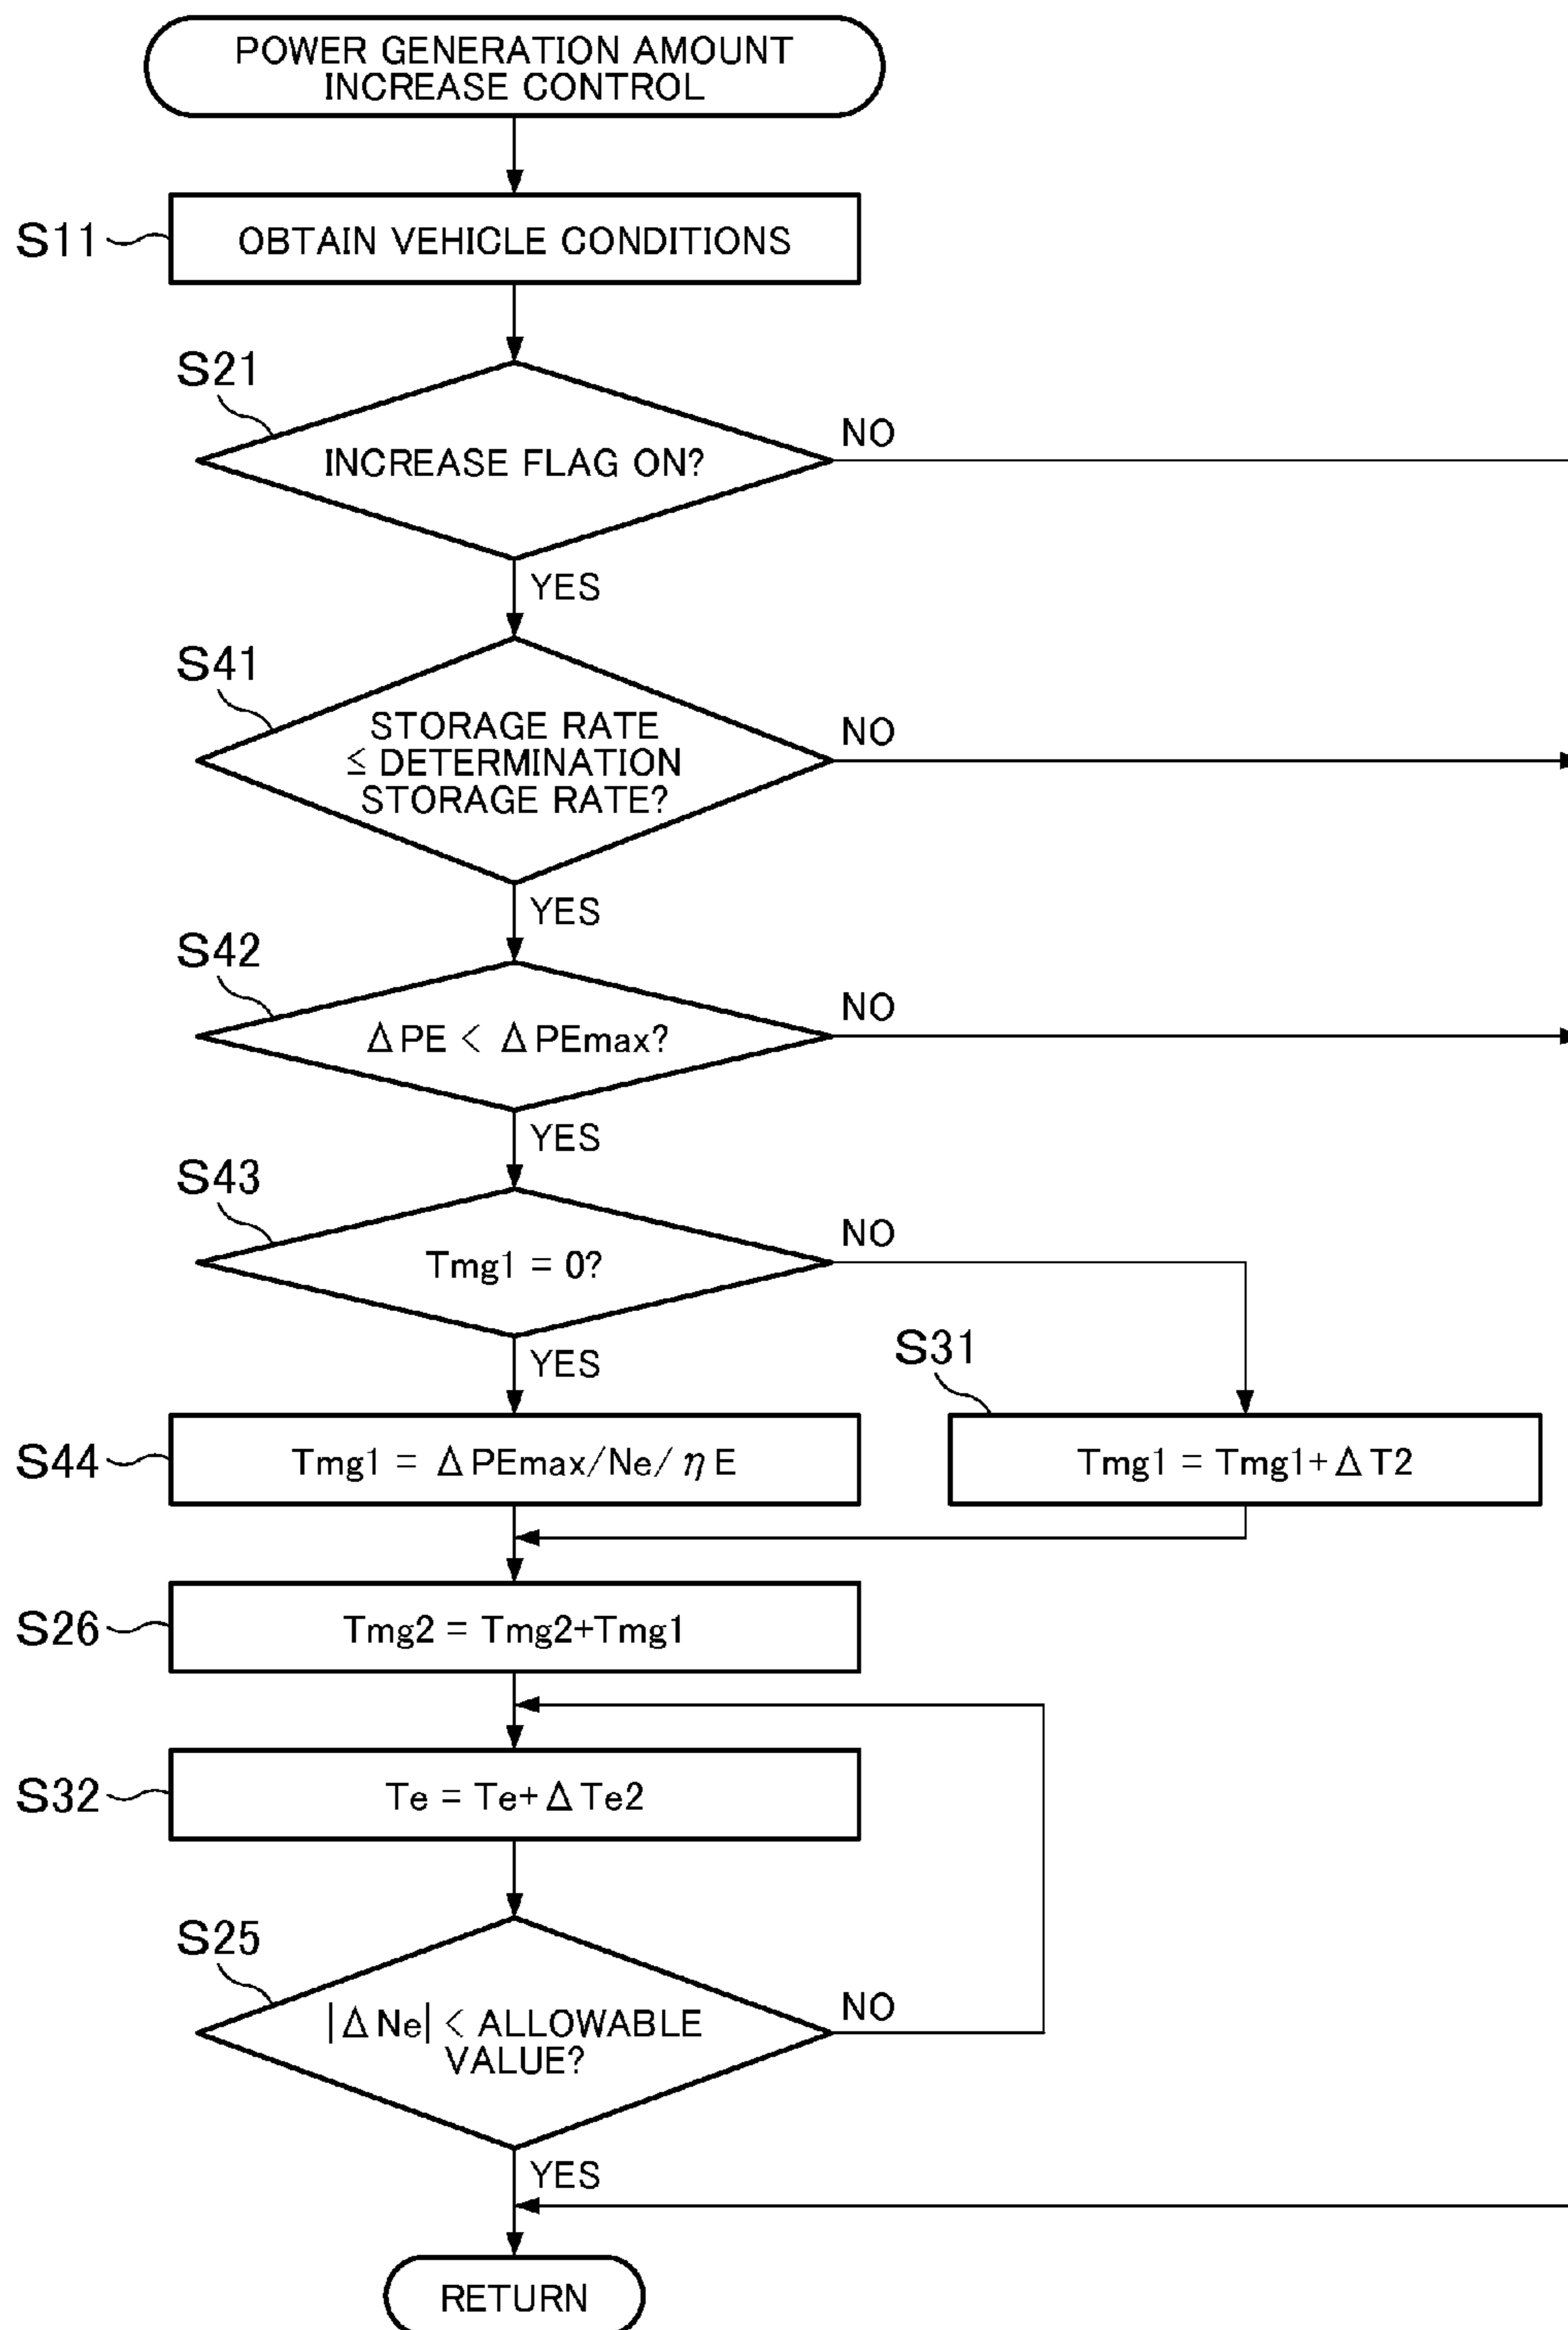 POWER GENERATION AMOUNT
INCREASE CONTROL
S11
OBTAIN VEHICLE CONDITIONS
S21
INCREASE FLAG ON?
NO
YES
S41
STORAGE RATE
≤ DETERMINATION
STORAGE RATE?
NO
YES
S42
ΔPE < ΔPEmax?
NO
YES
S43
Tmg1 = 0?
NO
YES
S31
S44
Tmg1 = ΔPEmax/Ne/ηE
Tmg1 = Tmg1+ΔT2
S26
Tmg2 = Tmg2+Tmg1
S32
Te = Te+ΔTe2
S25
|ΔNe| < ALLOWABLE
VALUE?
NO
YES
RETURN